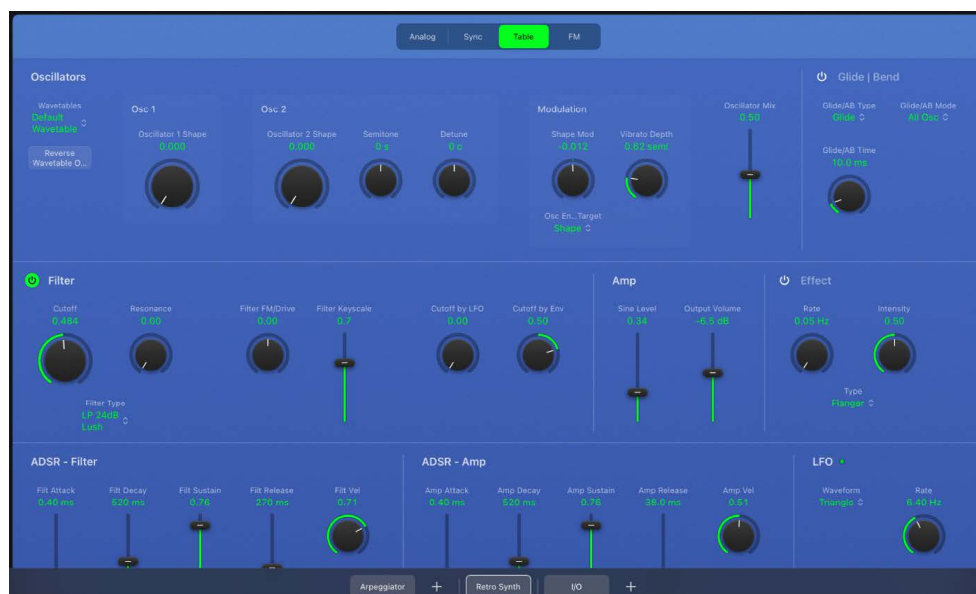 Analog Sync Table FM
Oscillators
Glide | Bend
Wavetables
Default
Wavetable
Reverse
Wavetable O...
Osc 1
Oscillator 1 Shape
0.000
Osc 2
Oscillator 2 Shape
0.000
Semitone
0 s
Detune
0 c
Modulation
Shape Mod
-0.012
Vibrato Depth
0.62 semi
Osc En...Target
Shape
Oscillator Mix
0.50
Glide/AB Type
Glide
Glide/AB Mode
All Osc
Glide/AB Time
10.0 ms
Filter
Cutoff
0.484
Resonance
0.00
Filter FM/Drive
0.00
Filter Keyscale
0.7
Cutoff by LFO
0.00
Cutoff by Env
0.50
Filter Type
LP 24dB
Lush
Amp
Sine Level
0.34
Output Volume
-6.5 dB
Effect
Rate
0.05 Hz
Intensity
0.50
Type
Flanger
ADSR - Filter
Filt Attack
0.40 ms
Filt Decay
520 ms
Filt Sustain
0.76
Filt Release
270 ms
Filt Vel
0.71
ADSR - Amp
Amp Attack
0.40 ms
Amp Decay
520 ms
Amp Sustain
0.76
Amp Release
38.0 ms
Amp Vel
0.51
LFO
Waveform
Triangle
Rate
6.40 Hz
Arpeggiator + Retro Synth I/O +